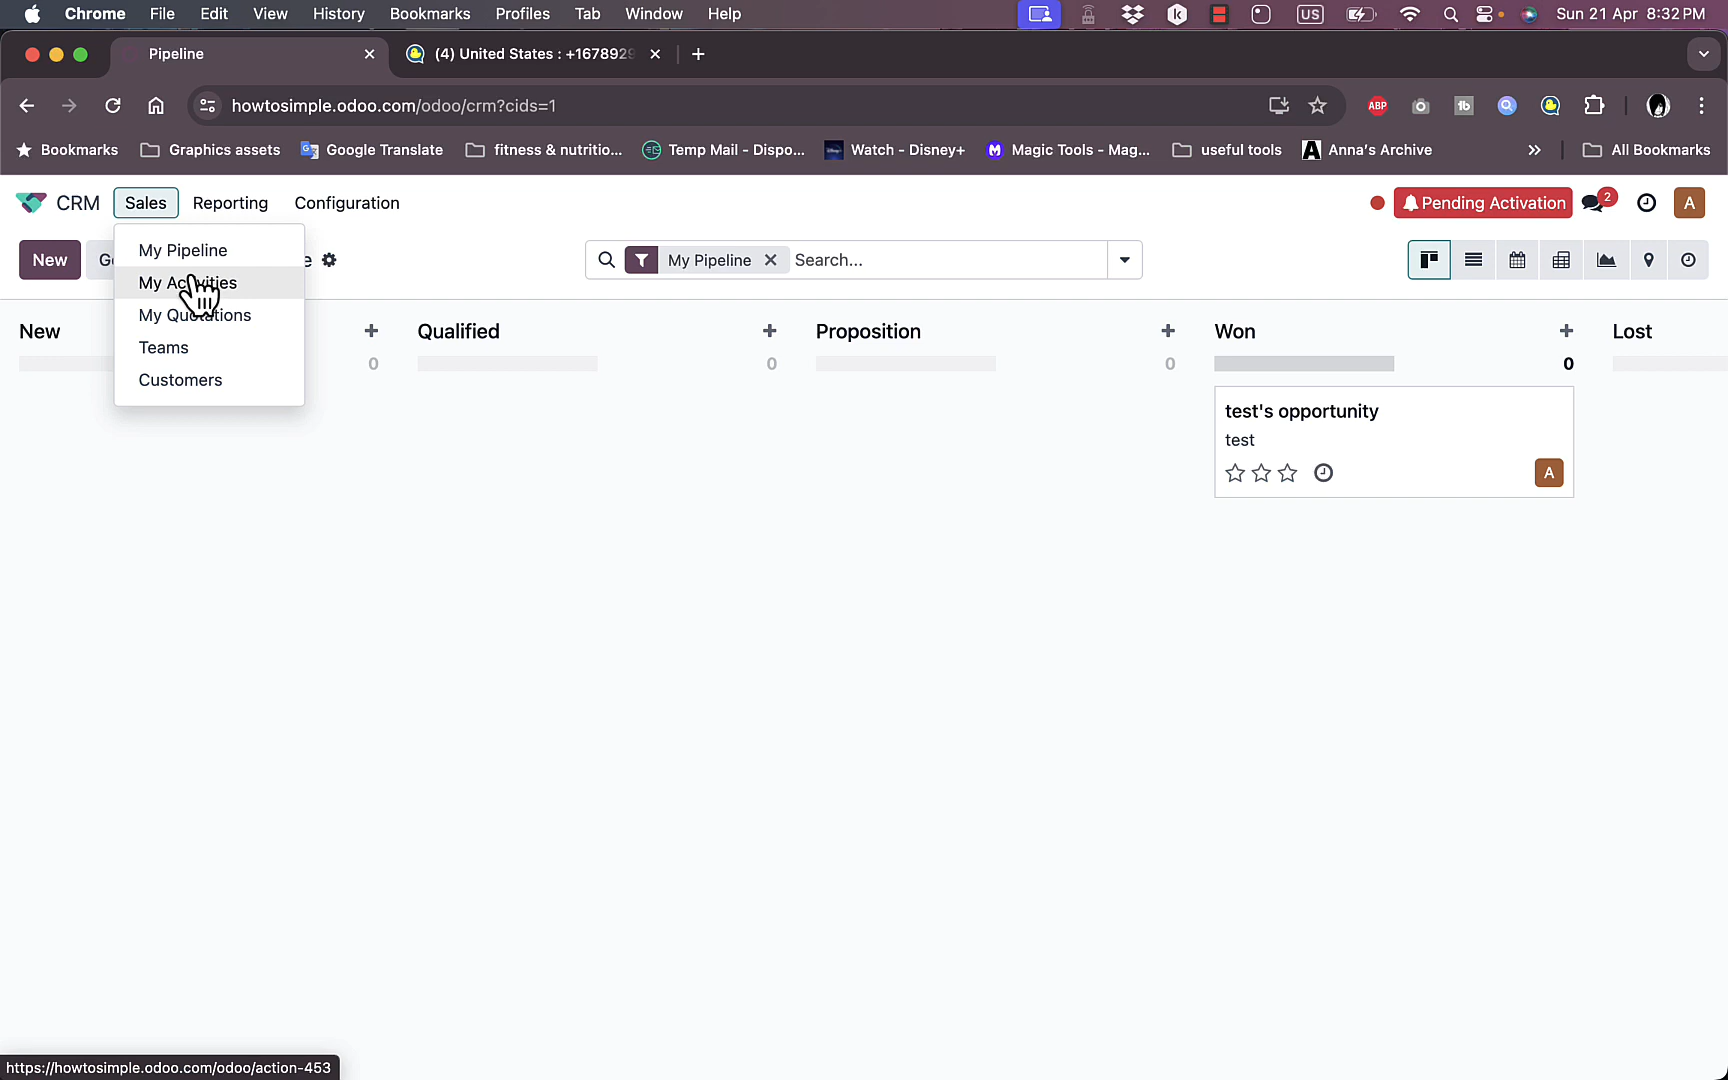 Chrome File Edit View History Bookmarks Profiles Tab Window Help US Sun 21 Apr 8:32 PM
Pipeline (4) United States : +1678929
howtosimple.odoo.com/odoo/crm?cids=1 ABP tb
Bookmarks Graphics assets Google Translate fitness & nutritio... Temp Mail - Dispo... Watch - Disney+ Magic Tools - Mag... useful tools Anna's Archive All Bookmarks
CRM Sales Reporting Configuration Pending Activation 2 A
New My Pipeline Search...
My Pipeline
My Activities
My Quotations
Teams
Customers
New Qualified Proposition Won Lost
0 0 0 0
test's opportunity
test
A
https://howtosimple.odoo.com/odoo/action-453